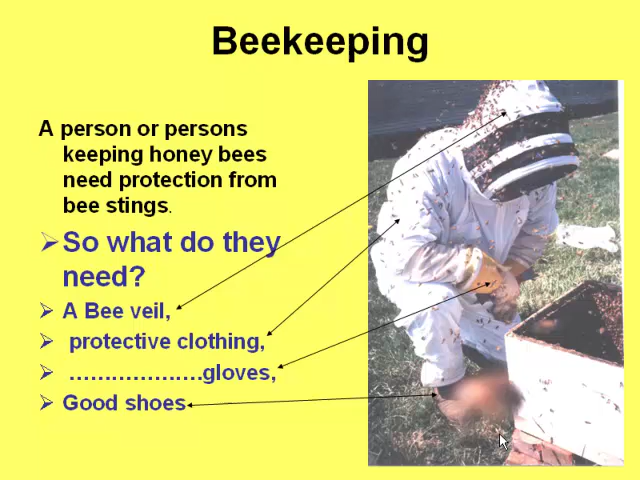 Beekeeping
A person or persons
keeping honey bees
need protection from
bee stings.
So what do they
need?
A Bee veil,
protective clothing,
…………….…gloves,
Good shoes